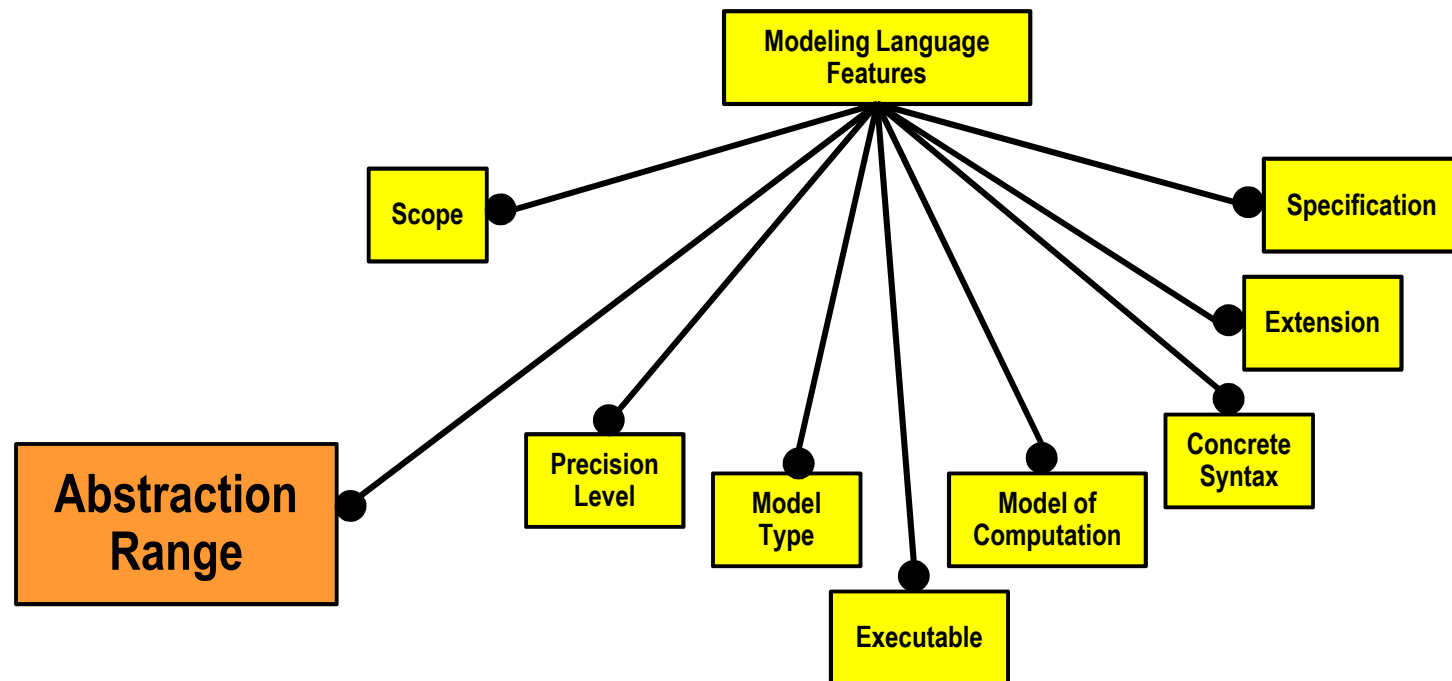 Modeling Language
Features
Scope
Specification
Extension
Abstraction
Range
Precision
Level
Model
Type
Model of
Computation
Concrete
Syntax
Executable